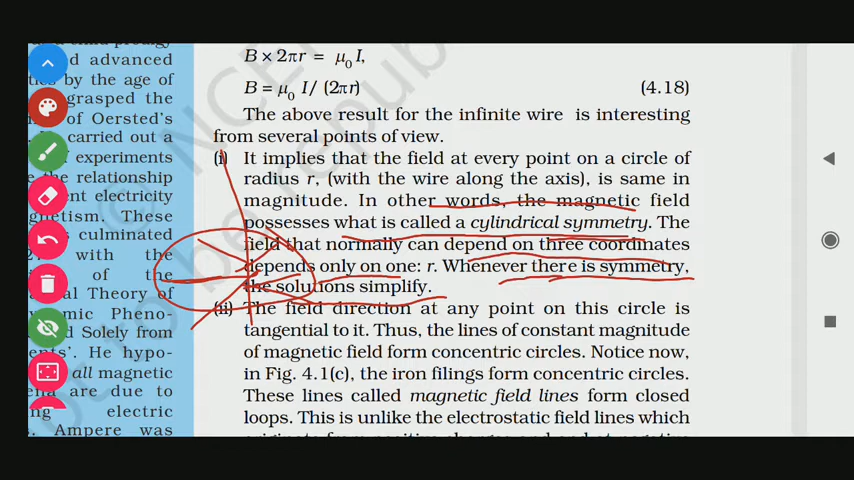 B × 2πr = μ₀ I,
d advanced
B = μ₀ I / (2πr) (4.18)
by the age of
grasped the
The above result for the infinite wire is interesting
of Oersted's
from several points of view.
carried out a
(i) It implies that the field at every point on a circle of
experiments
radius r, (with the wire along the axis), is same in
the relationship
magnitude. In other words, the magnetic field
electricity
possesses what is called a cylindrical symmetry. The
These
field that normally can depend on three coordinates
culminated
depends only on one: r. Whenever there is symmetry,
with the
the solutions simplify.
of the
(ii) The field direction at any point on this circle is
Theory of
tangential to it. Thus, the lines of constant magnitude
Pheno-
Solely from
of magnetic field form concentric circles. Notice now,
He hypo-
in Fig. 4.1(c), the iron filings form concentric circles.
all magnetic
These lines called magnetic field lines form closed
are due to
electric
loops. This is unlike the electrostatic field lines which
Ampere was